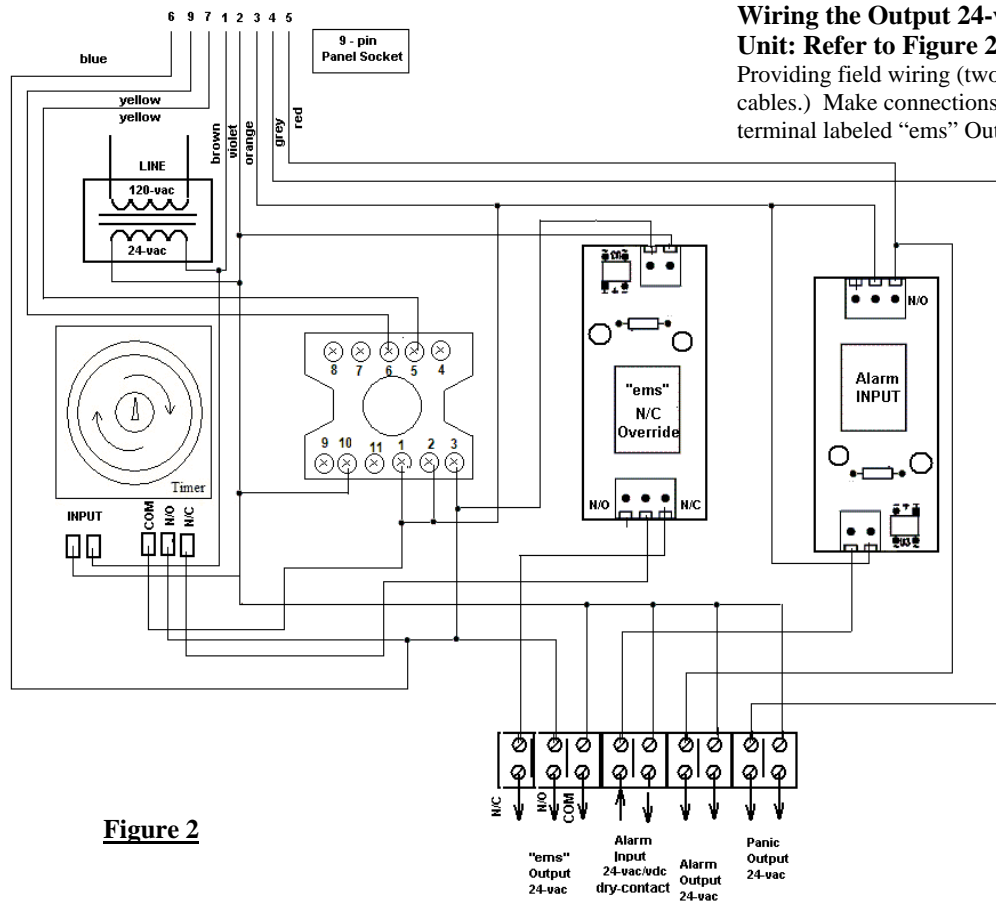 Wiring the Output 24-v
Unit: Refer to Figure 2
Providing field wiring (two
cables.) Make connections
terminal labeled “ems” Out
6 9 7 1 2 3 4 5
9 - pin
Panel Socket
blue
yellow
yellow
brown
violet
orange
grey
red
LINE
120-vac
24-vac
N/O
Alarm
INPUT
"ems"
N/C
Override
N/O
N/C
8 7 6 5 4
9 10 11 1 2 3
Timer
INPUT
COM
N/O
N/C
N/C
N/O
COM
"ems"
Output
24-vac
Alarm
Input
24-vac/vdc
dry-contact
Alarm
Output
24-vac
Panic
Output
24-vac
Figure 2